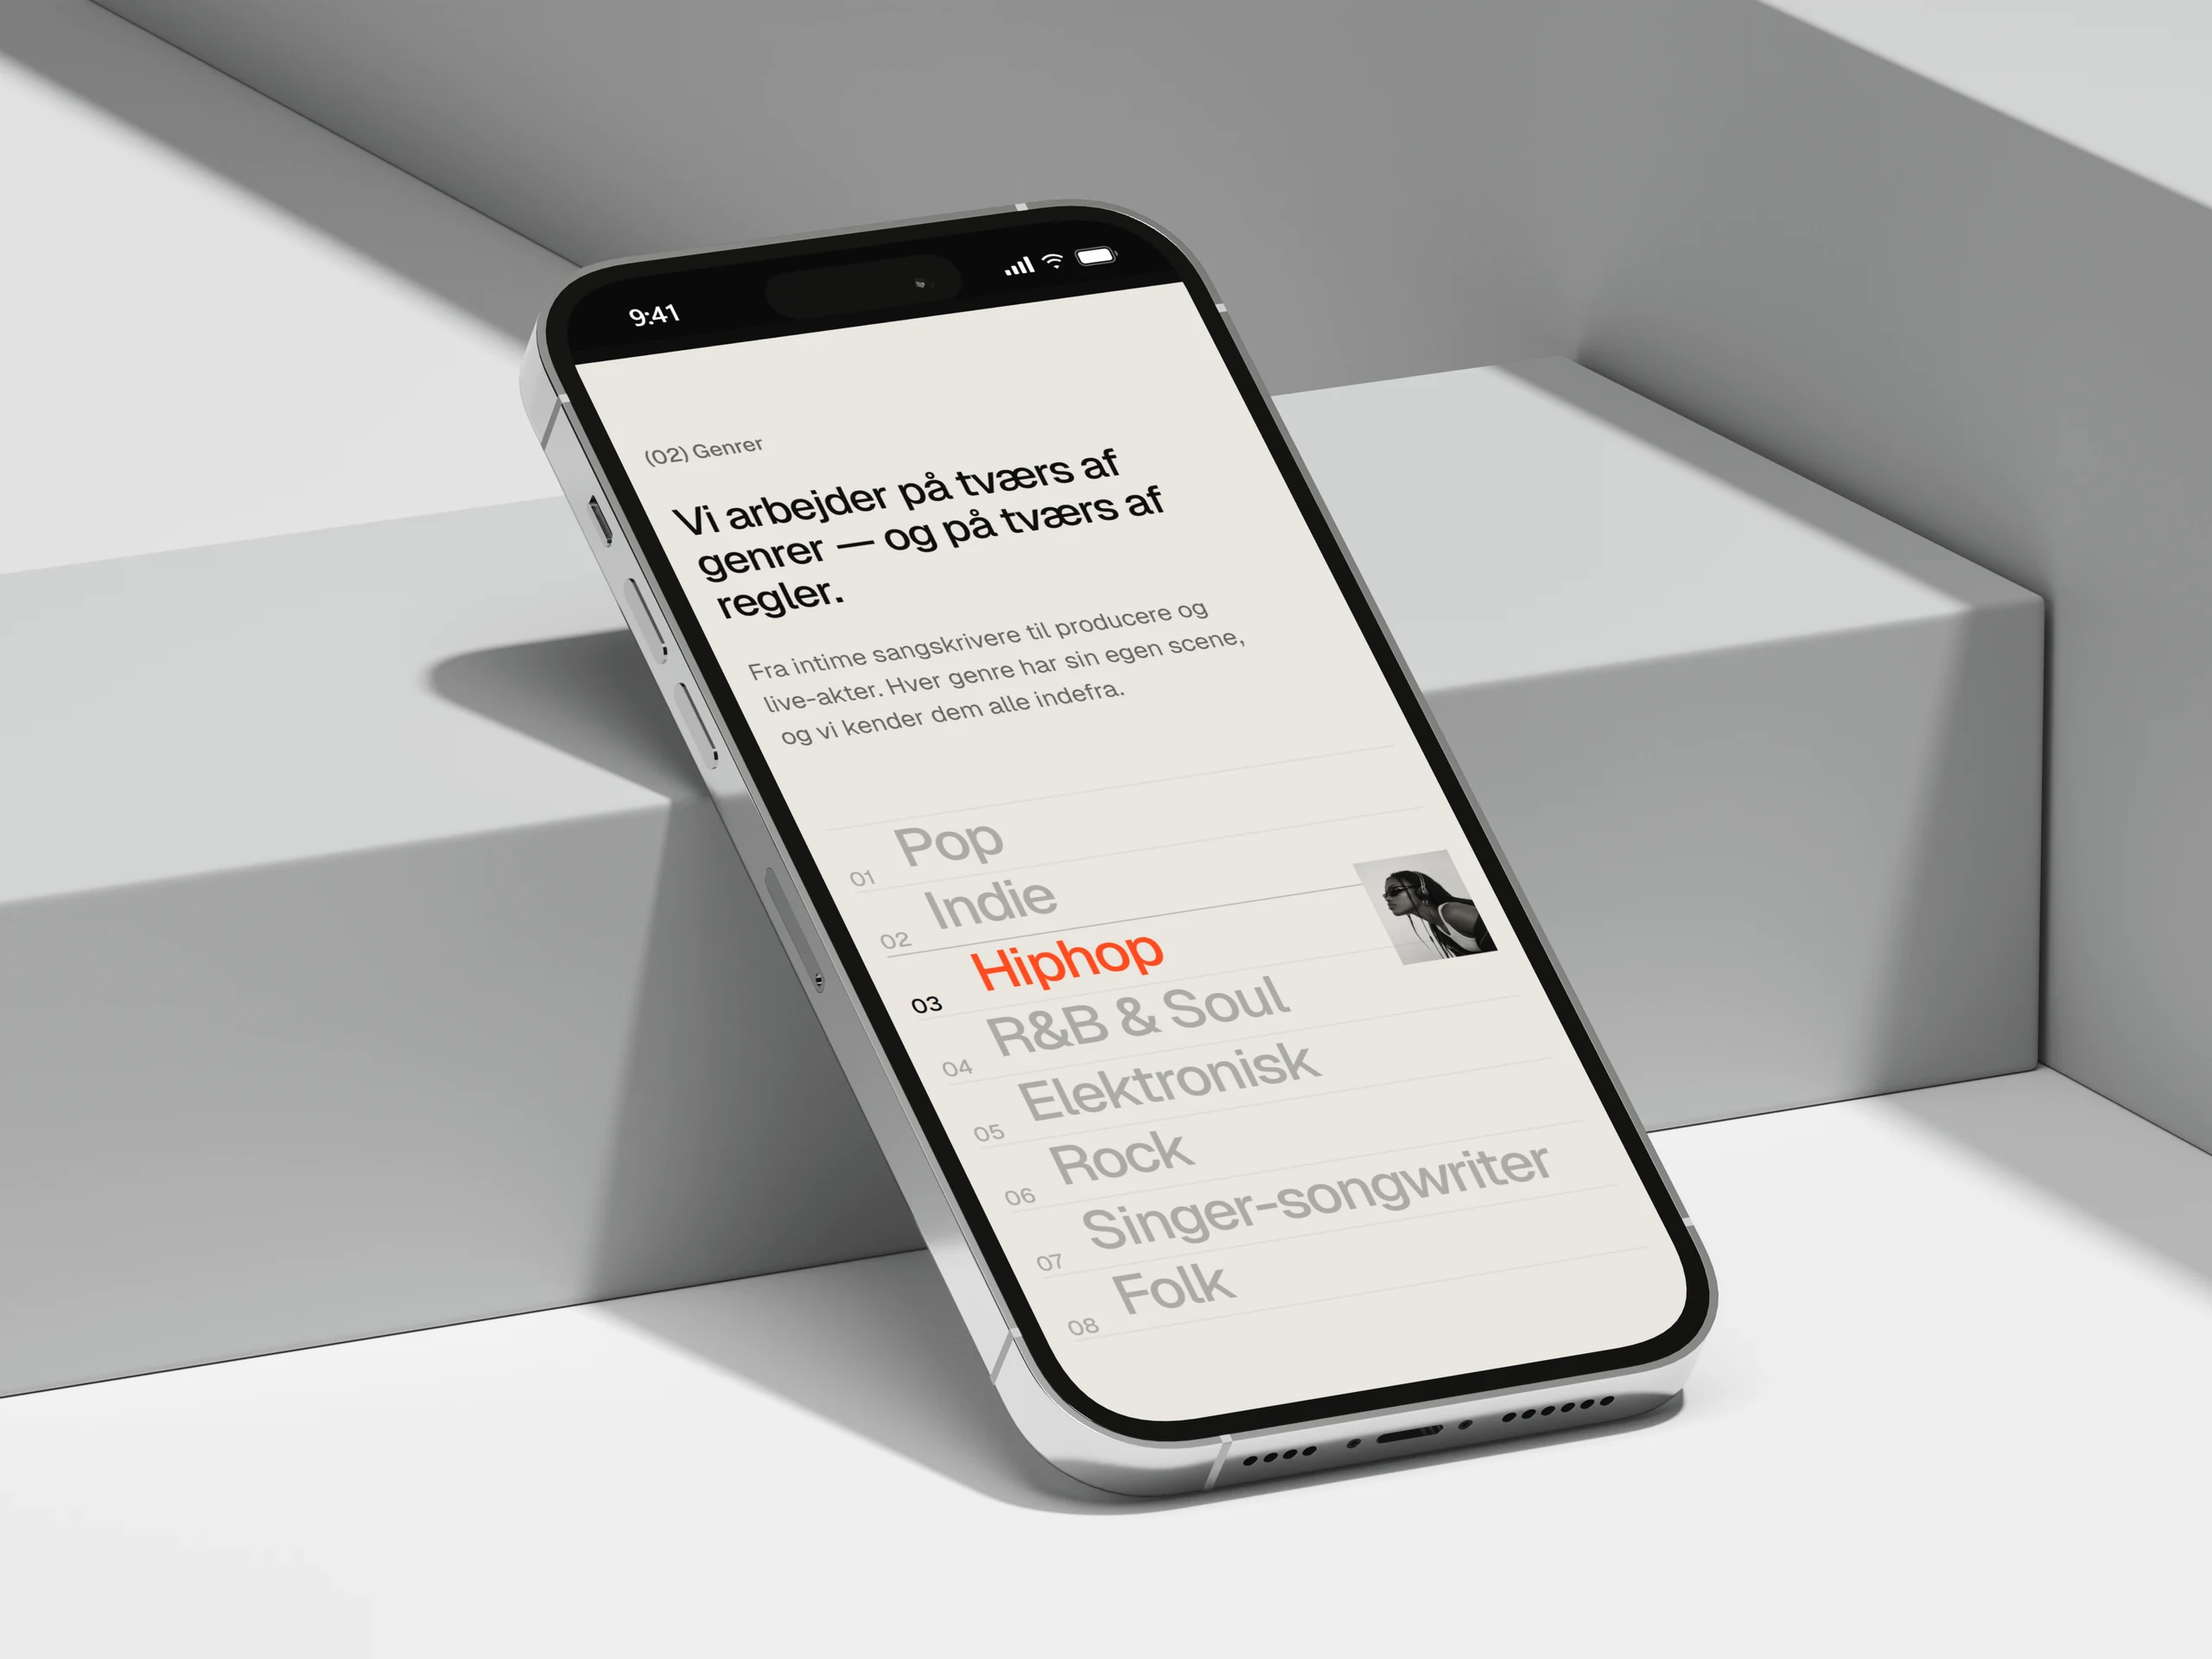 9:41
(02) Genrer
Vi arbejder på tværs af
genrer — og på tværs af
regler.
Fra intime sangskrivere til producere og
live-akter. Hver genre har sin egen scene,
og vi kender dem alle indefra.
01 Pop
02 Indie
03 Hiphop
04 R&B & Soul
05 Elektronisk
06 Rock
07 Singer-songwriter
08 Folk